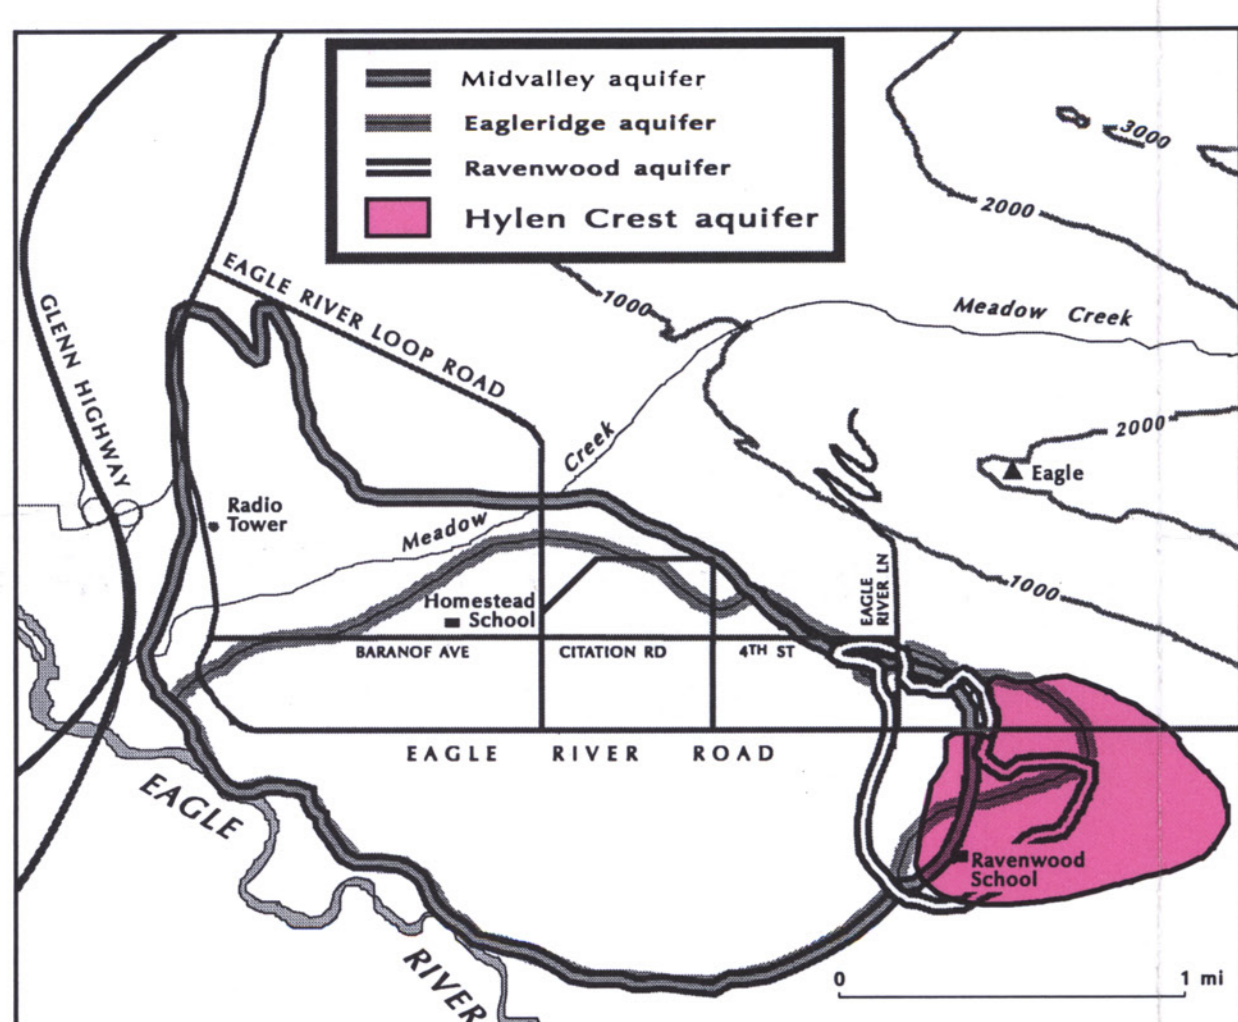 Midvalley aquifer
Eagleridge aquifer
Ravenwood aquifer
Hylen Crest aquifer
3000
2000
1000
Meadow Creek
EAGLE RIVER LOOP ROAD
GLENN HIGHWAY
2000
Eagle
Creek
Meadow
Radio
Tower
1000
EAGLE
RIVER LN
Homestead
School
BARANOF AVE
CITATION RD
4TH ST
EAGLE RIVER ROAD
EAGLE
RIVER
Ravenwood
School
0 1 mi